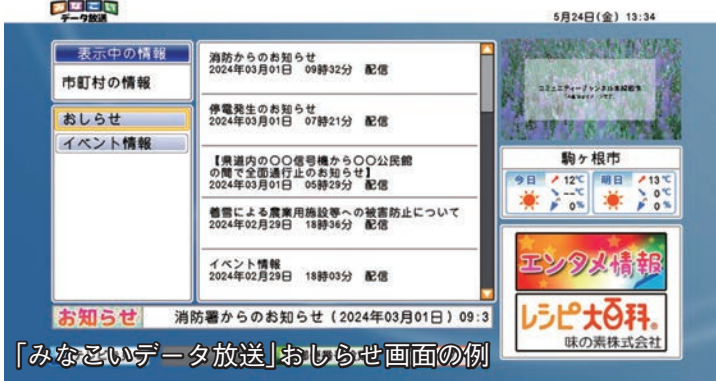 みなこい
データ放送
5月24日(金) 13:34
表示中の情報
市町村の情報
おしらせ
イベント情報
消防からのお知らせ
2024年03月01日 09時32分 配信
停電発生のお知らせ
2024年03月01日 07時21分 配信
【県道内の〇〇信号機から〇〇公民館
の間で全面通行止のお知らせ】
2024年03月01日 05時29分 配信
着雪による農業用施設等への被害防止について
2024年02月29日 18時36分 配信
イベント情報
2024年02月29日 18時03分 配信
駒ヶ根市
今日 12℃
--℃
0%
明日 13℃
0℃
0%
エンタメ情報
レシピ大百科。
味の素株式会社
お知らせ 消防署からのお知らせ(2024年03月01日)09:3
「みなこいデータ放送」おしらせ画面の例